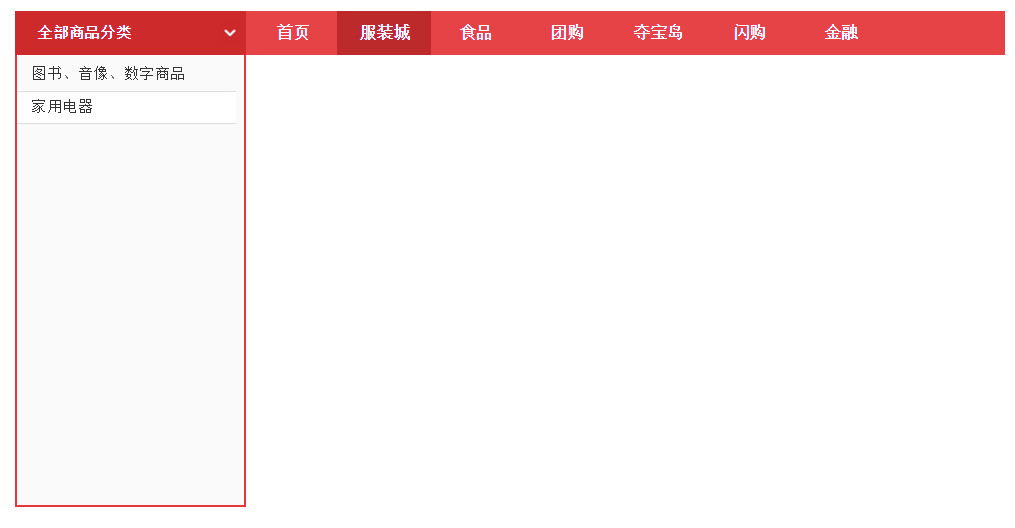 全部商品分类 首页 服装城 食品 团购 夺宝岛 闪购 金融
图书、音像、数字商品
家用电器